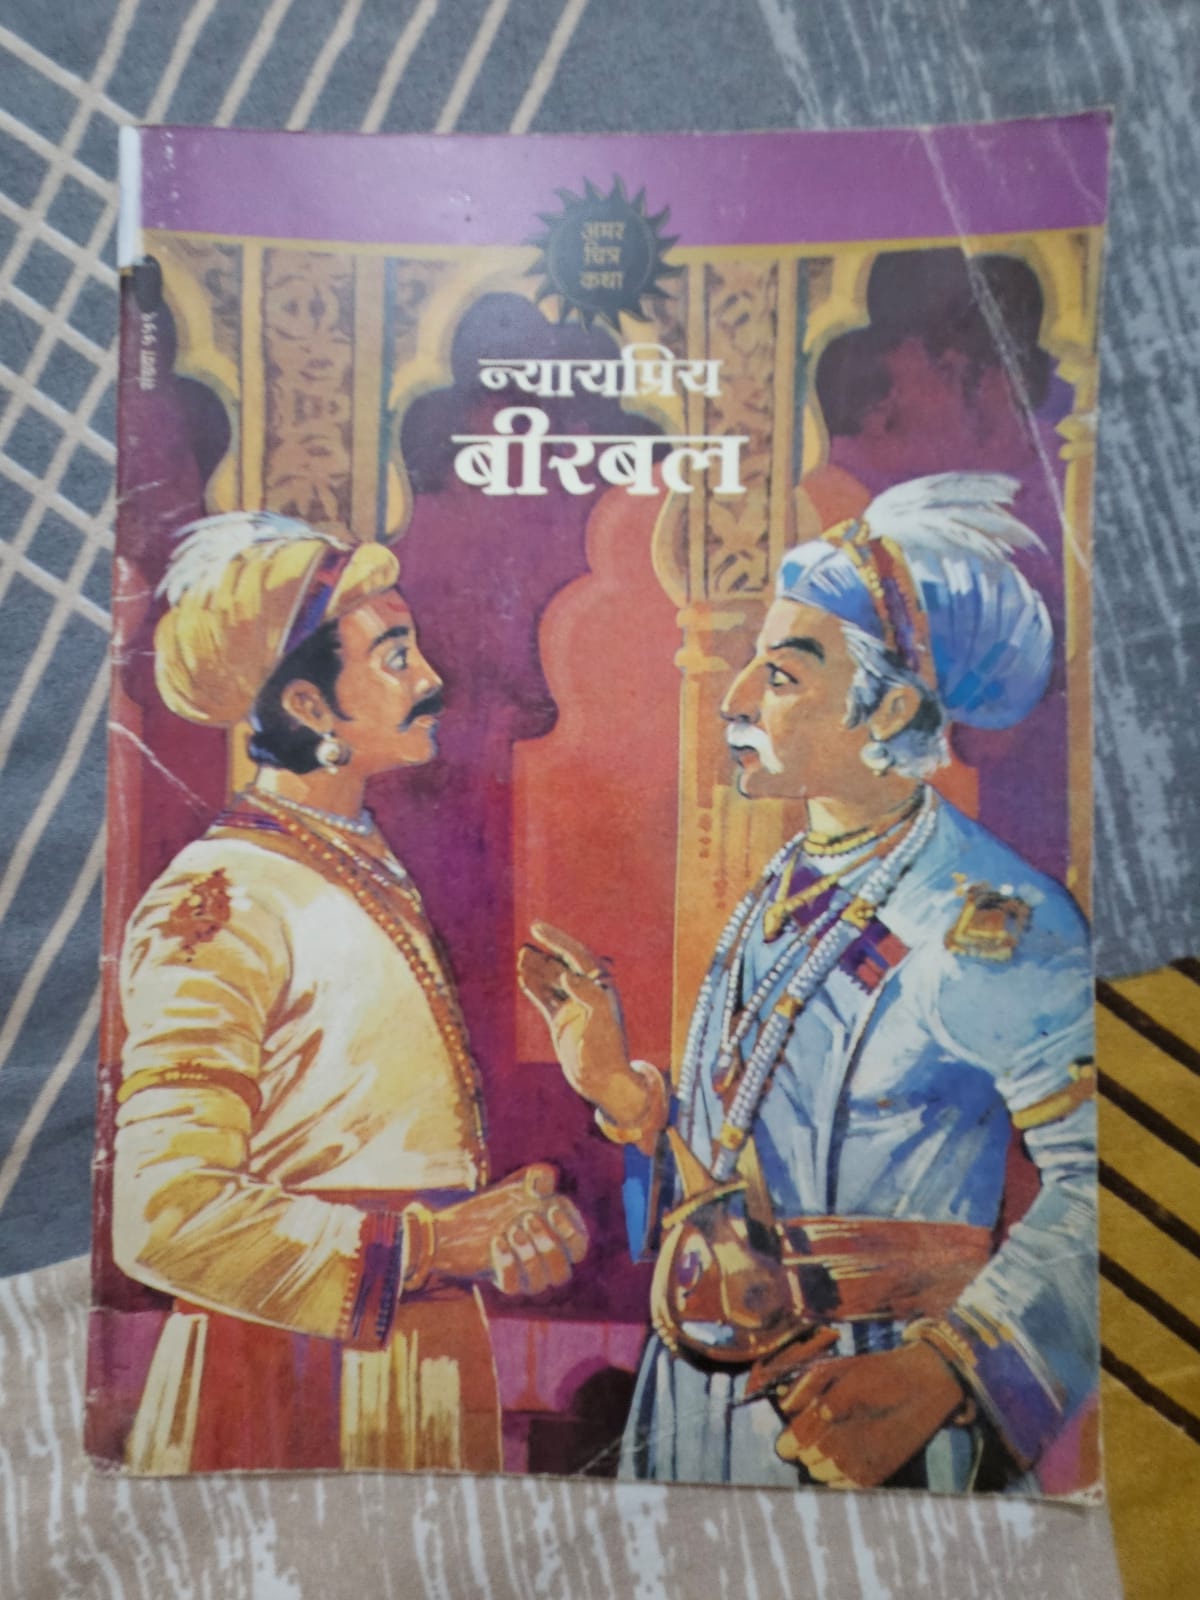 अमर
चित्र
कथा
न्यायप्रिय
बीरबल